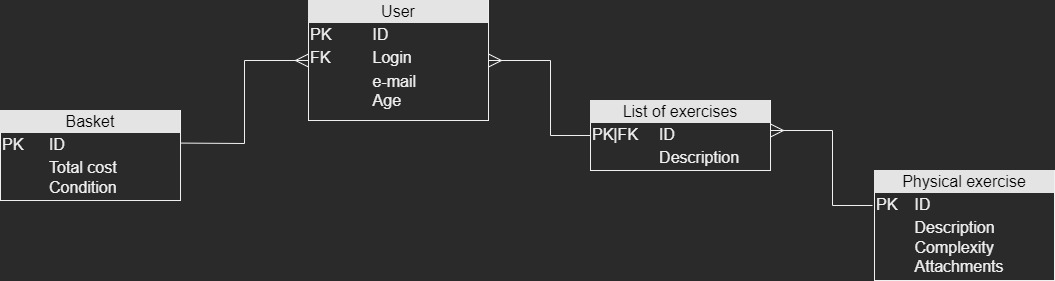 User
PK ID
FK Login
e-mail
Age
Basket
PK ID
Total cost
Condition
List of exercises
PK|FK ID
Description
Physical exercise
PK ID
Description
Complexity
Attachments